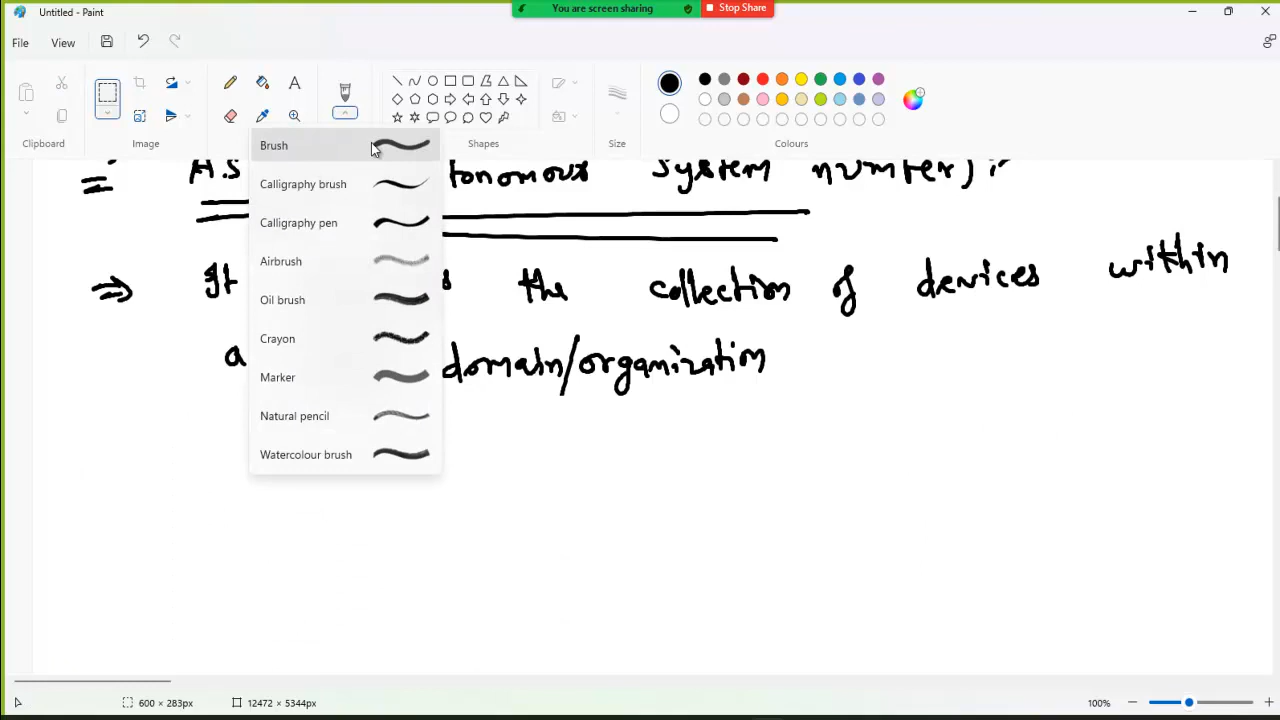 You are screen sharing Stop Share
Untitled - Paint
File View
Clipboard Image Shapes Size Colours
Brush
Calligraphy brush
Calligraphy pen
Airbrush
Oil brush
Crayon
Marker
Natural pencil
Watercolour brush
A.S system number):
It the collection of devices within
a domain/organization
600 × 283px 12472 × 5344px 100%